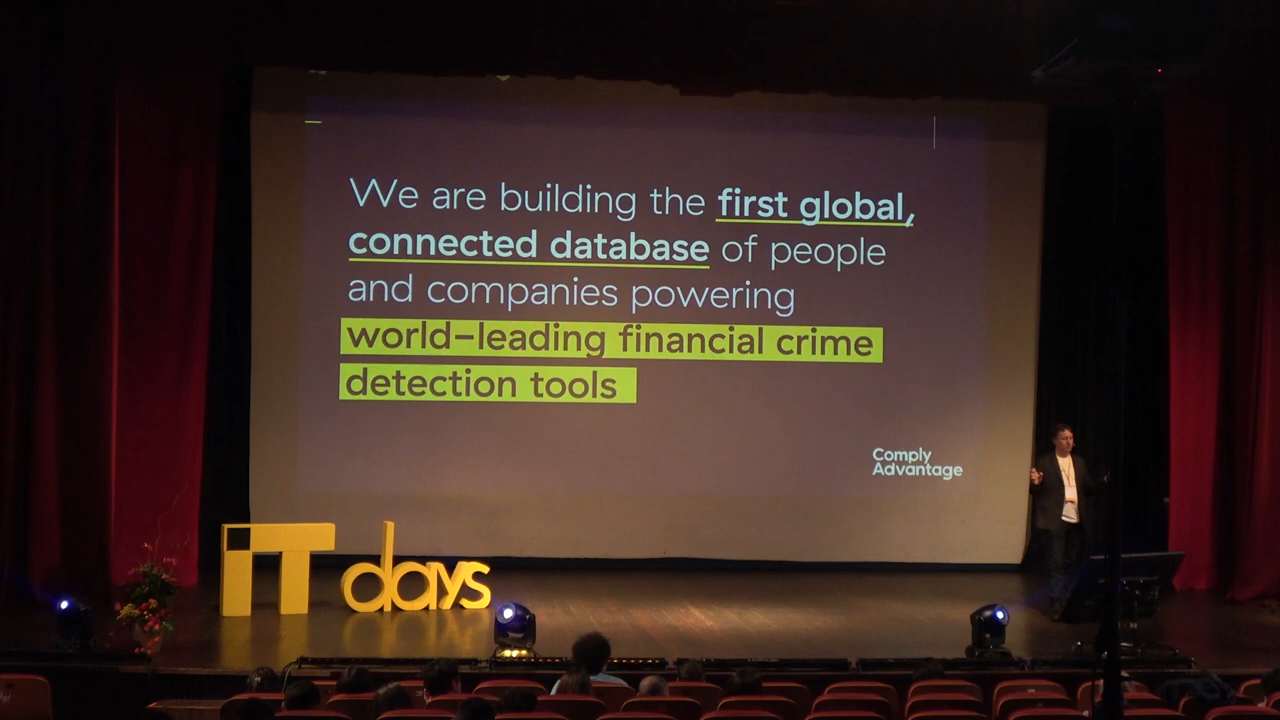 We are building the first global,
connected database of people
and companies powering
world-leading financial crime
detection tools
Comply
Advantage
iT days